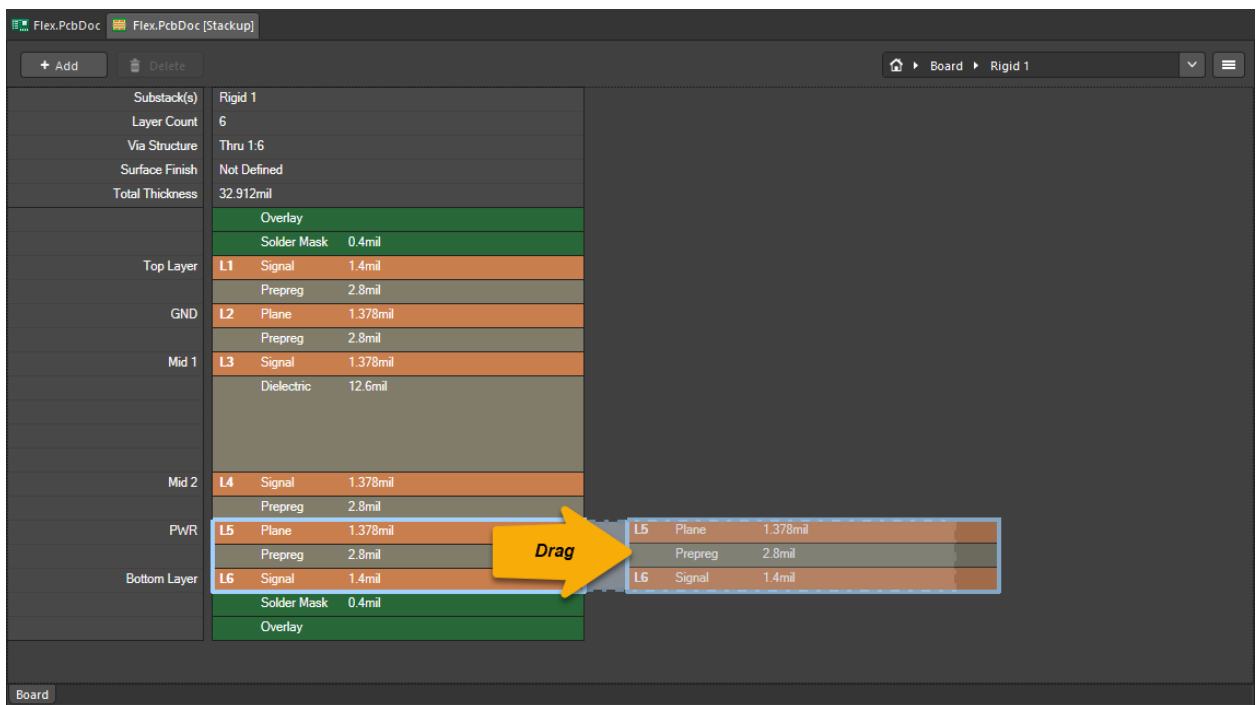 Flex.PcbDoc Flex.PcbDoc [Stackup]
+ Add Delete Board Rigid 1
Substack(s) Rigid 1
Layer Count 6
Via Structure Thru 1:6
Surface Finish Not Defined
Total Thickness 32.912mil
Overlay
Solder Mask 0.4mil
Top Layer L1 Signal 1.4mil
Prepreg 2.8mil
GND L2 Plane 1.378mil
Prepreg 2.8mil
Mid 1 L3 Signal 1.378mil
Dielectric 12.6mil
Mid 2 L4 Signal 1.378mil
Prepreg 2.8mil
PWR L5 Plane 1.378mil L5 Plane 1.378mil
Prepreg 2.8mil Drag Prepreg 2.8mil
Bottom Layer L6 Signal 1.4mil L6 Signal 1.4mil
Solder Mask 0.4mil
Overlay
Board